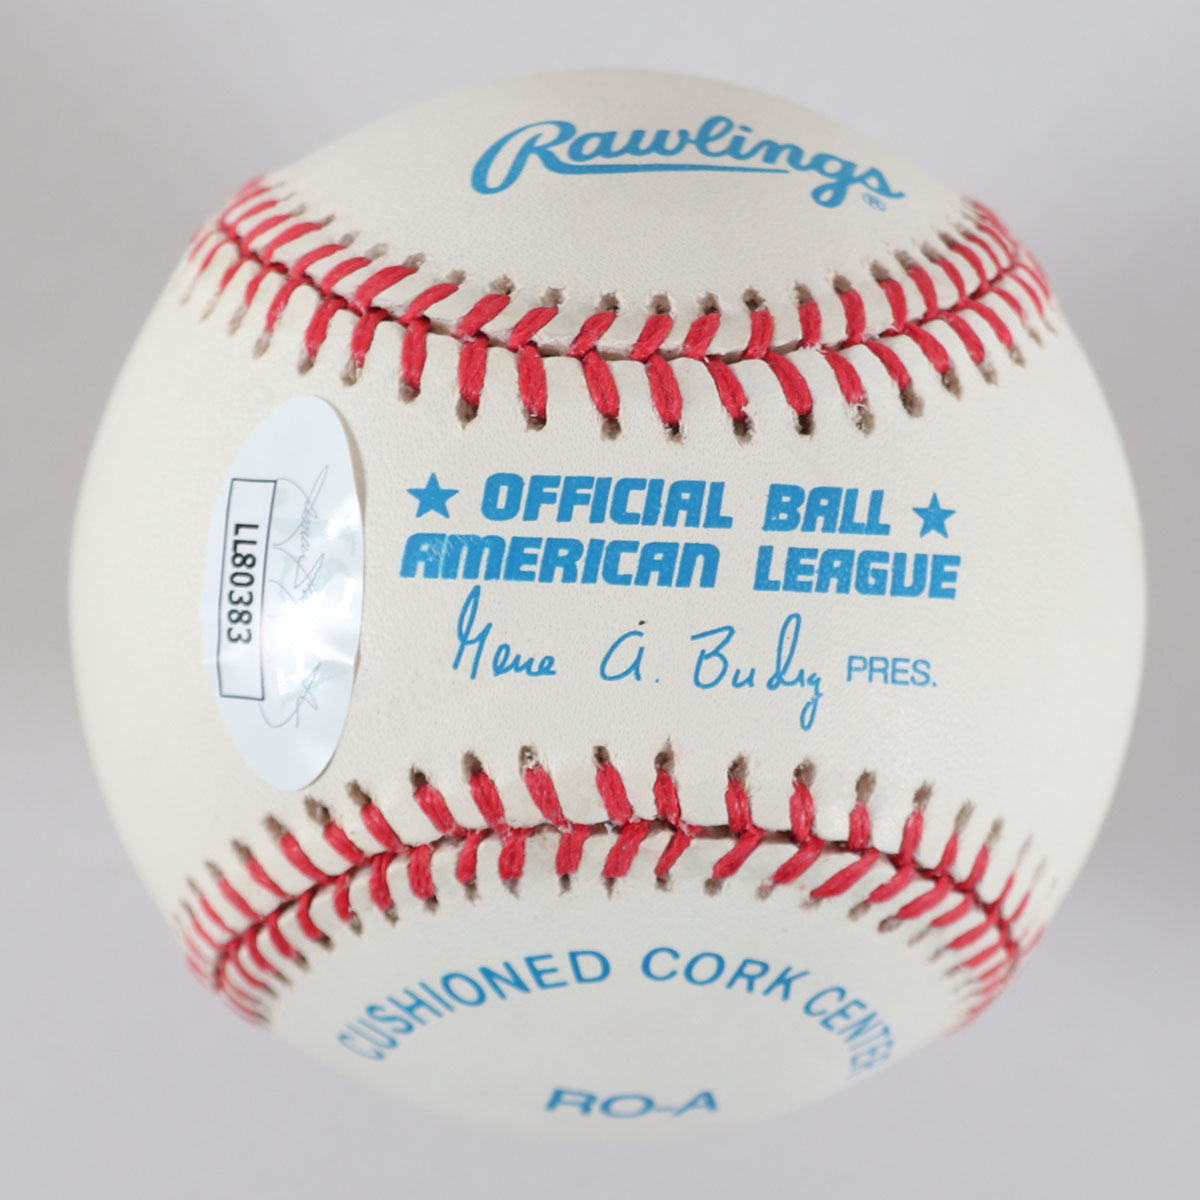 Rawlings®
★ OFFICIAL BALL ★
AMERICAN LEAGUE
Gene A. Budig PRES.
LL80383
CUSHIONED CORK CENTER
RO-A